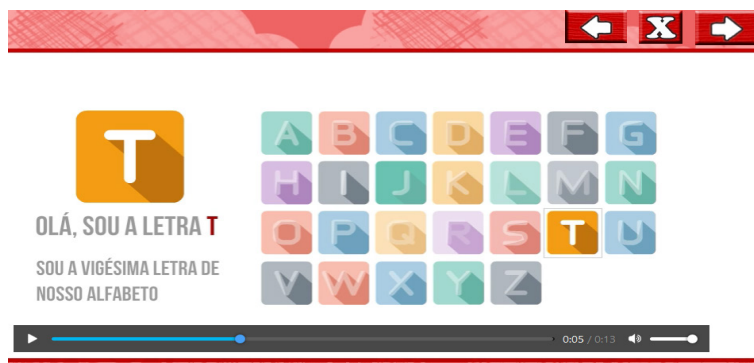 X
T
A B C D E F G
H I J K L M N
O P Q R S T U
V W X Y Z
OLÁ, SOU A LETRA T
SOU A VIGÉSIMA LETRA DE
NOSSO ALFABETO
0:05 / 0:13